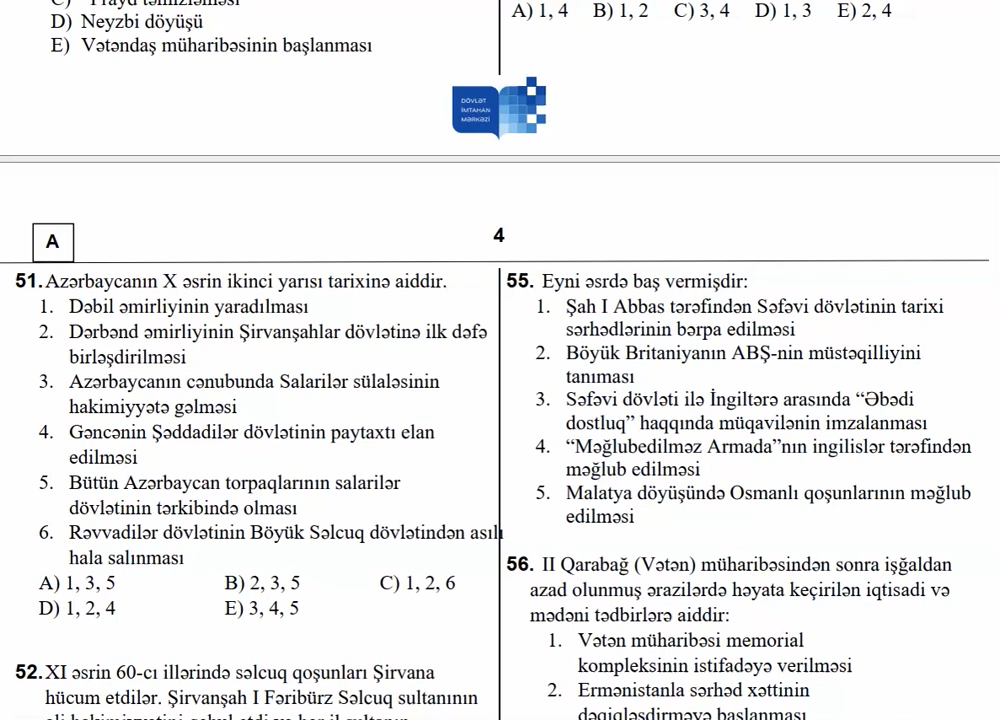 D) Neyzbi döyüşü
E) Vətəndaş müharibəsinin başlanması
A) 1, 4 B) 1, 2 C) 3, 4 D) 1, 3 E) 2, 4
DÖVLƏT
İMTAHAN
MƏRKƏZİ
A
4
51. Azərbaycanın X əsrin ikinci yarısı tarixinə aiddir.
1. Dəbil əmirliyinin yaradılması
2. Dərbənd əmirliyinin Şirvanşahlar dövlətinə ilk dəfə
birləşdirilməsi
3. Azərbaycanın cənubunda Salarilər sülaləsinin
hakimiyyətə gəlməsi
4. Gəncənin Şəddadilər dövlətinin paytaxtı elan
edilməsi
5. Bütün Azərbaycan torpaqlarının salarilər
dövlətinin tərkibində olması
6. Rəvvadilər dövlətinin Böyük Səlcuq dövlətindən asılı
hala salınması
A) 1, 3, 5 B) 2, 3, 5 C) 1, 2, 6
D) 1, 2, 4 E) 3, 4, 5
52. XI əsrin 60-cı illərində səlcuq qoşunları Şirvana
hücum etdilər. Şirvanşah I Fəribürz Səlcuq sultanının
55. Eyni əsrdə baş vermişdir:
1. Şah I Abbas tərəfindən Səfəvi dövlətinin tarixi
sərhədlərinin bərpa edilməsi
2. Böyük Britaniyanın ABŞ-nin müstəqilliyini
tanıması
3. Səfəvi dövləti ilə İngiltərə arasında “Əbədi
dostluq” haqqında müqavilənin imzalanması
4. “Məğlubedilməz Armada”nın ingilislər tərəfindən
məğlub edilməsi
5. Malatya döyüşündə Osmanlı qoşunlarının məğlub
edilməsi
56. II Qarabağ (Vətən) müharibəsindən sonra işğaldan
azad olunmuş ərazilərdə həyata keçirilən iqtisadi və
mədəni tədbirlərə aiddir:
1. Vətən müharibəsi memorial
kompleksinin istifadəyə verilməsi
2. Ermənistanla sərhəd xəttinin
dəqiqləşdirməyə başlanması